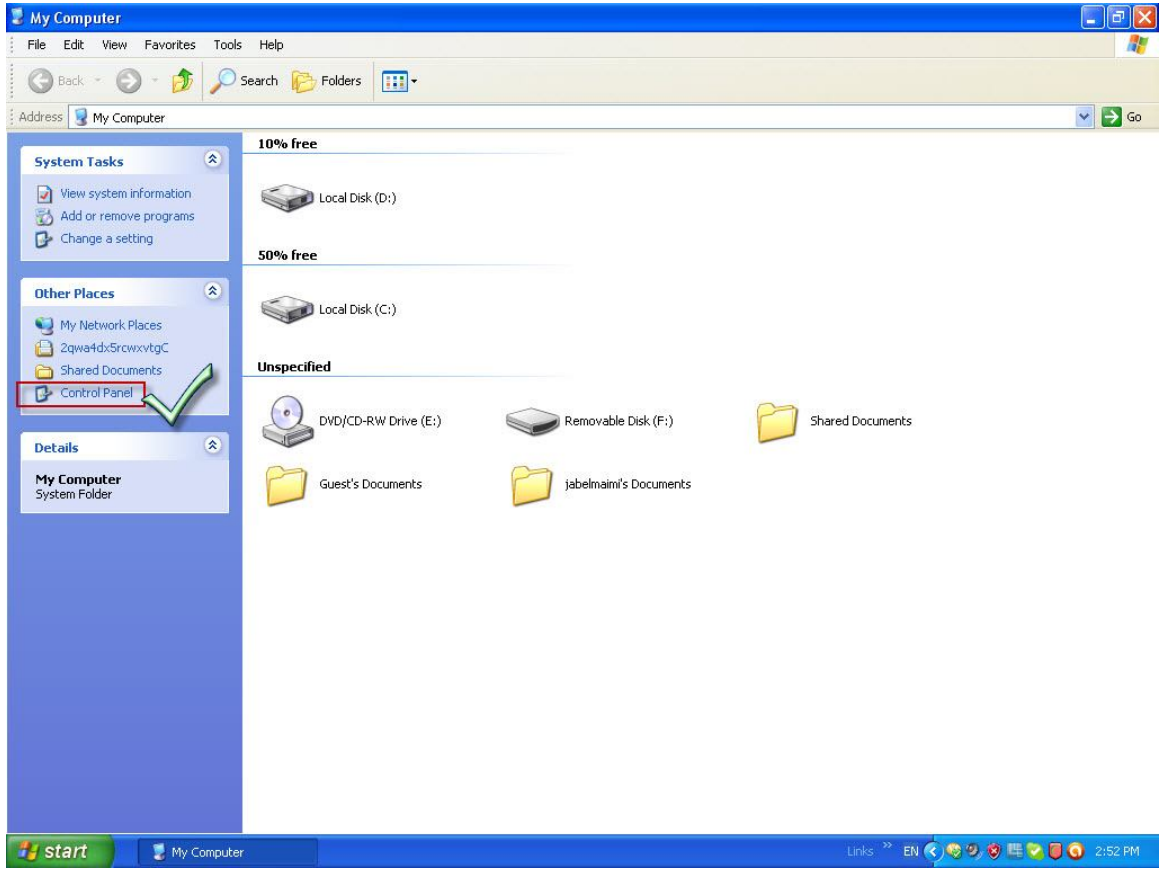 My Computer
File Edit View Favorites Tools Help
Back Search Folders
Address My Computer Go
System Tasks
View system information
Add or remove programs
Change a setting
Other Places
My Network Places
2qwa4dx5rcwxvtgC
Shared Documents
Control Panel
Details
My Computer
System Folder
10% free
Local Disk (D:)
50% free
Local Disk (C:)
Unspecified
DVD/CD-RW Drive (E:) Removable Disk (F:) Shared Documents
Guest's Documents jabelmaimi's Documents
start My Computer Links » EN 2:52 PM